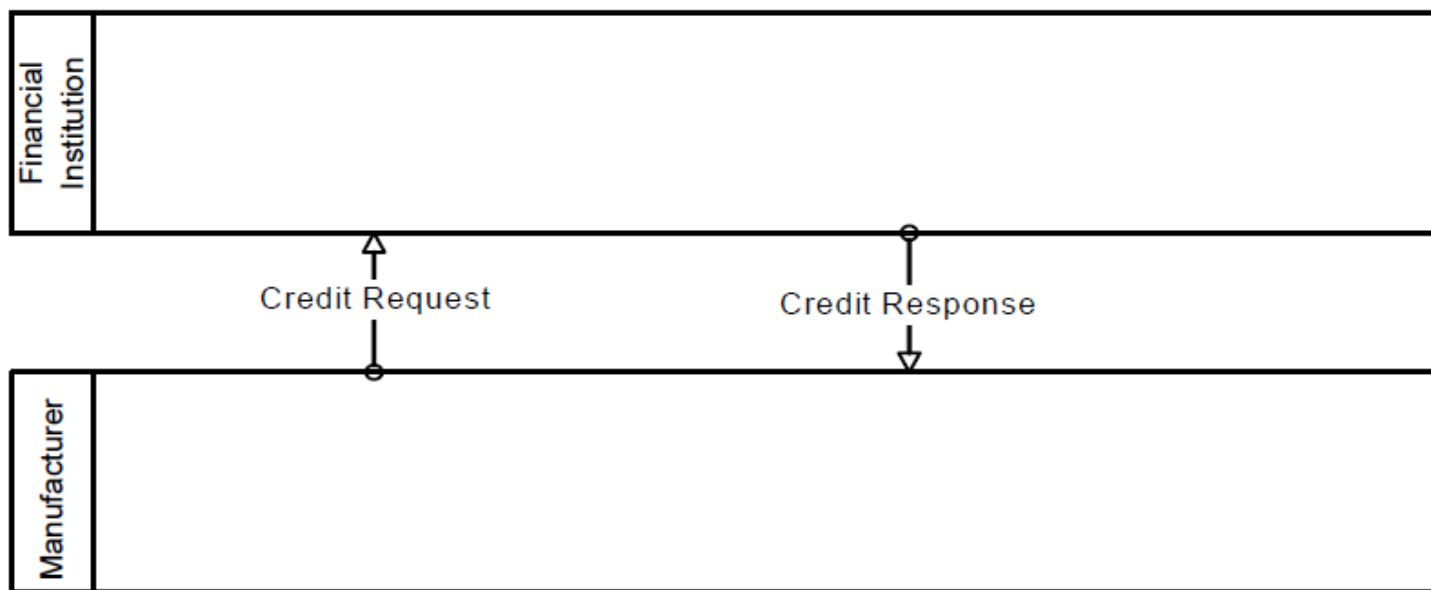 Financial
Institution
Credit Request
Credit Response
Manufacturer